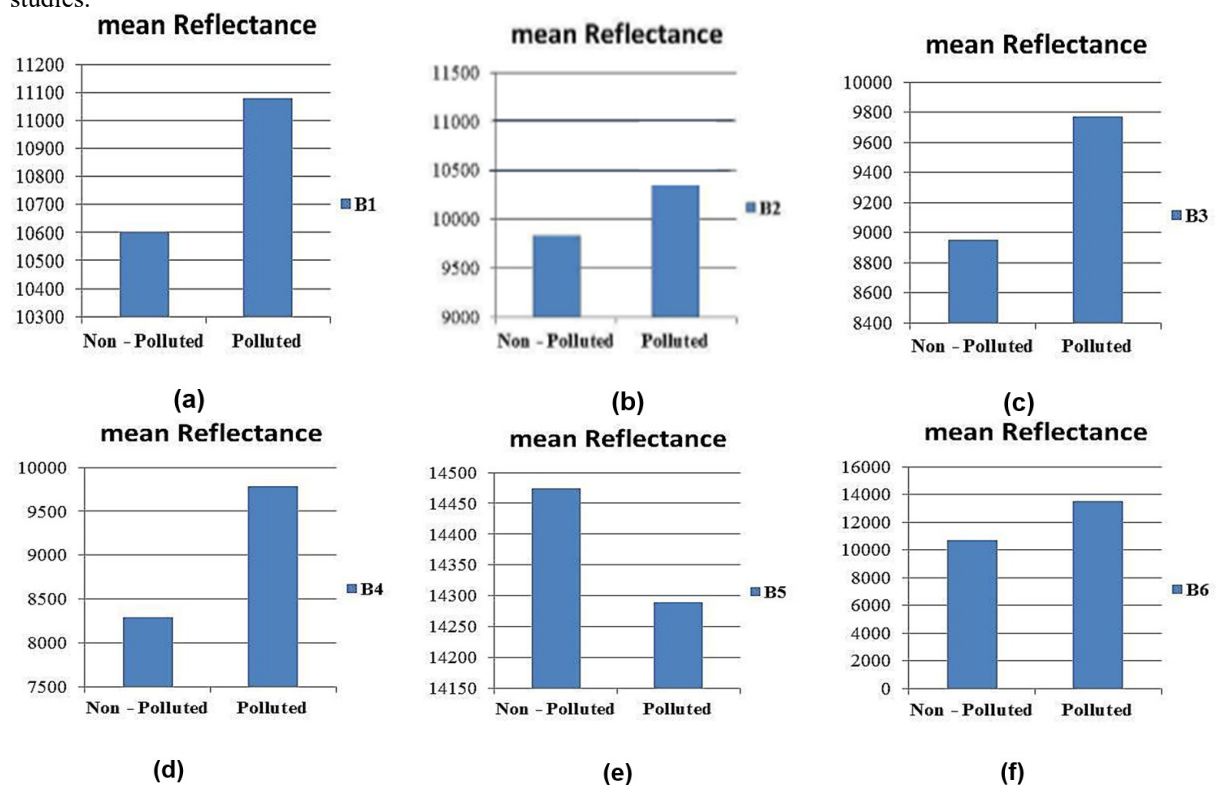 studies.
mean Reflectance
11200
11100
11000
10900
10800
10700
10600
10500
10400
10300
Non - Polluted Polluted
B1
(a)
mean Reflectance
11500
11000
10500
10000
9500
9000
Non - Polluted Polluted
B2
(b)
mean Reflectance
10000
9800
9600
9400
9200
9000
8800
8600
8400
Non - Polluted Polluted
B3
(c)
mean Reflectance
10000
9500
9000
8500
8000
7500
Non - Polluted Polluted
B4
(d)
mean Reflectance
14500
14450
14400
14350
14300
14250
14200
14150
Non - Polluted Polluted
B5
(e)
mean Reflectance
16000
14000
12000
10000
8000
6000
4000
2000
0
Non - Polluted Polluted
B6
(f)